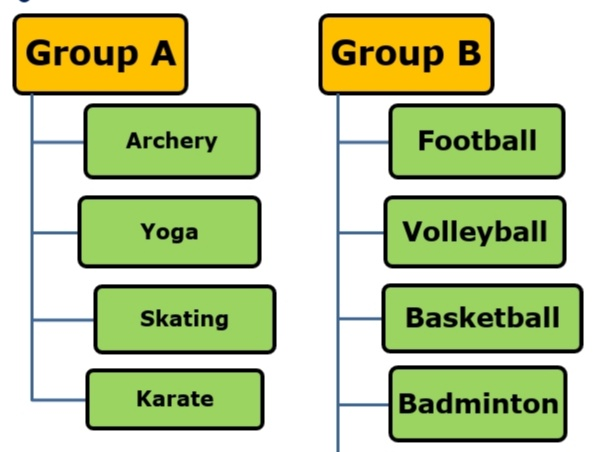 Group A
Archery
Yoga
Skating
Karate
Group B
Football
Volleyball
Basketball
Badminton